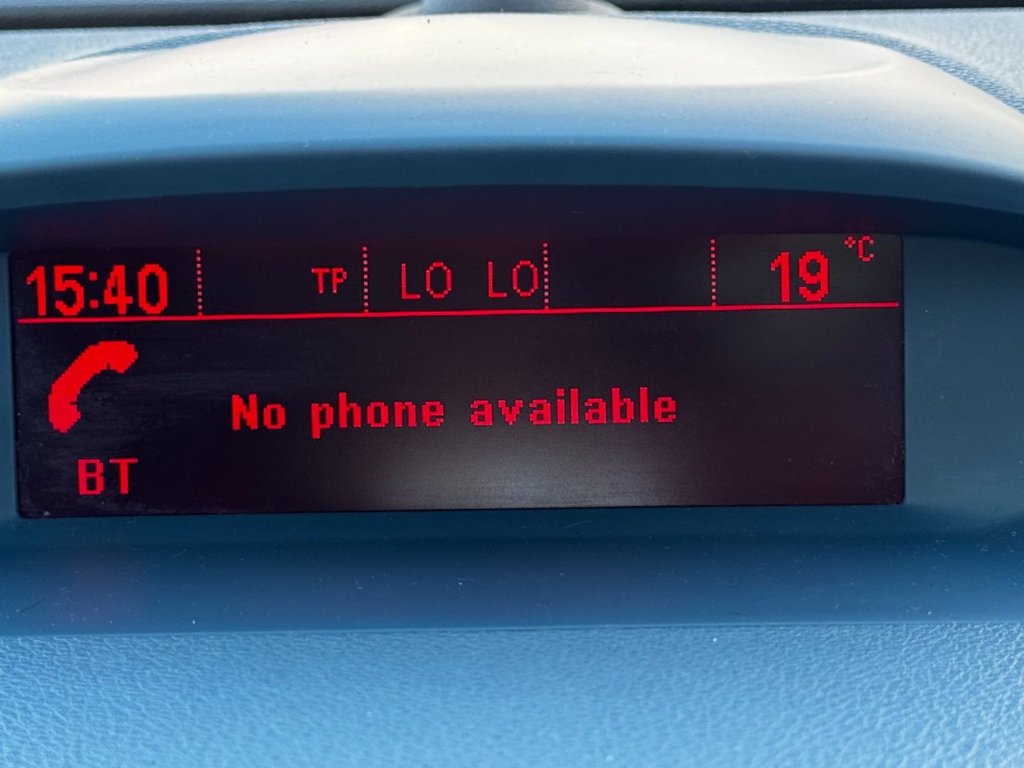 15:40 TP LO LO 19 °C
No phone available
BT